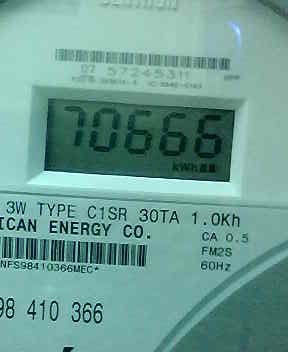 07 57245311
70666
kWh
3W TYPE C1SR 30TA 1.0Kh
ICAN ENERGY CO.
CA 0.5
FM2S
60Hz
NFS98410366MEC*
98 410 366